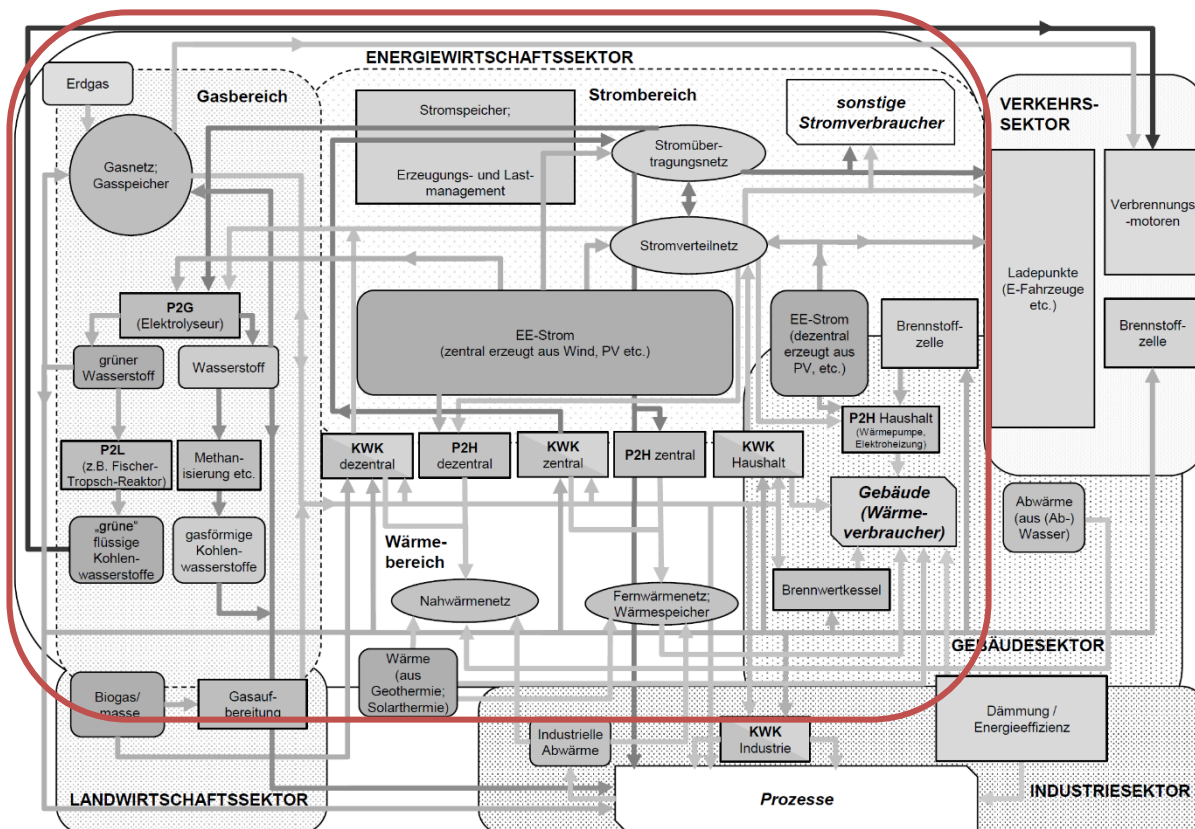 ENERGIEWIRTSCHAFTSSEKTOR
Erdgas
Gasbereich
Strombereich
Stromspeicher;
Erzeugungs- und Last-
management
sonstige
Stromverbraucher
VERKEHRS-
SEKTOR
Gasnetz;
Gasspeicher
Stromüber-
tragungsnetz
Stromverteilnetz
Ladepunkte
(E-Fahrzeuge
etc.)
Verbrennungs
-motoren
Brennstoff-
zelle
P2G
(Elektrolyseur)
EE-Strom
(zentral erzeugt aus Wind, PV etc.)
EE-Strom
(dezentral
erzeugt aus
PV, etc.)
Brennstoff-
zelle
grüner
Wasserstoff
Wasserstoff
P2H Haushalt
(Wärmepumpe,
Elektroheizung)
P2L
(z.B. Fischer-
Tropsch-Reaktor)
Methan-
isierung etc.
KWK
dezentral
P2H
dezentral
KWK
zentral
P2H zentral
KWK
Haushalt
Gebäude
(Wärme-
verbraucher)
Abwärme
(aus (Ab-)
Wasser)
„grüne“
flüssige
Kohlen-
wasserstoffe
gasförmige
Kohlen-
wasserstoffe
Wärme-
bereich
Nahwärmenetz
Fernwärmenetz;
Wärmespeicher
Brennwertkessel
GEBÄUDESEKTOR
Wärme
(aus
Geothermie;
Solarthermie)
Biogas/
masse
Gasauf-
bereitung
Industrielle
Abwärme
KWK
Industrie
Dämmung /
Energieeffizienz
LANDWIRTSCHAFTSSEKTOR
Prozesse
INDUSTRIESEKTOR